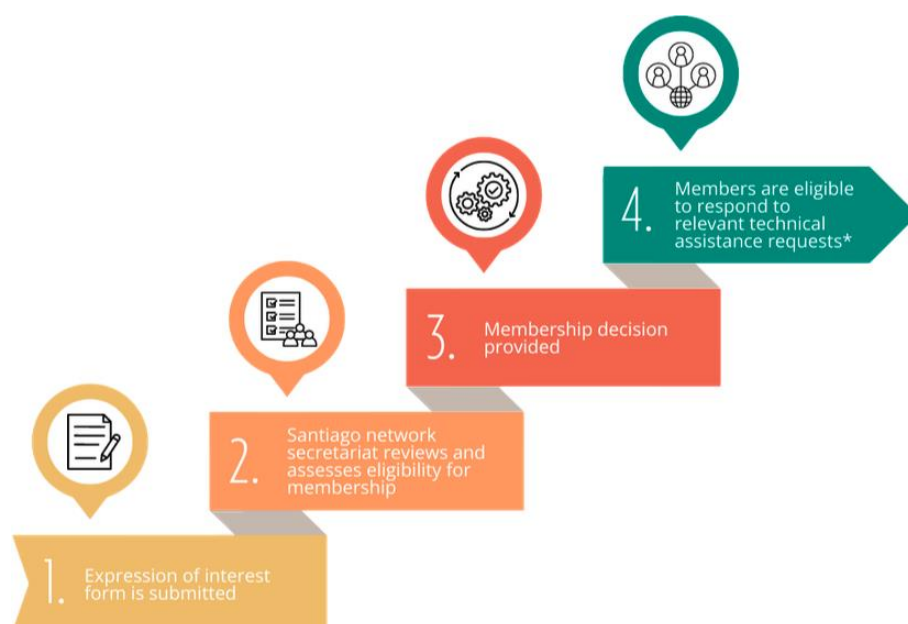 1.
Expression of interest
form is submitted
2.
Santiago network
secretariat reviews and
assesses eligibility for
membership
3.
Membership decision
provided
4.
Members are eligible
to respond to
relevant technical
assistance requests*